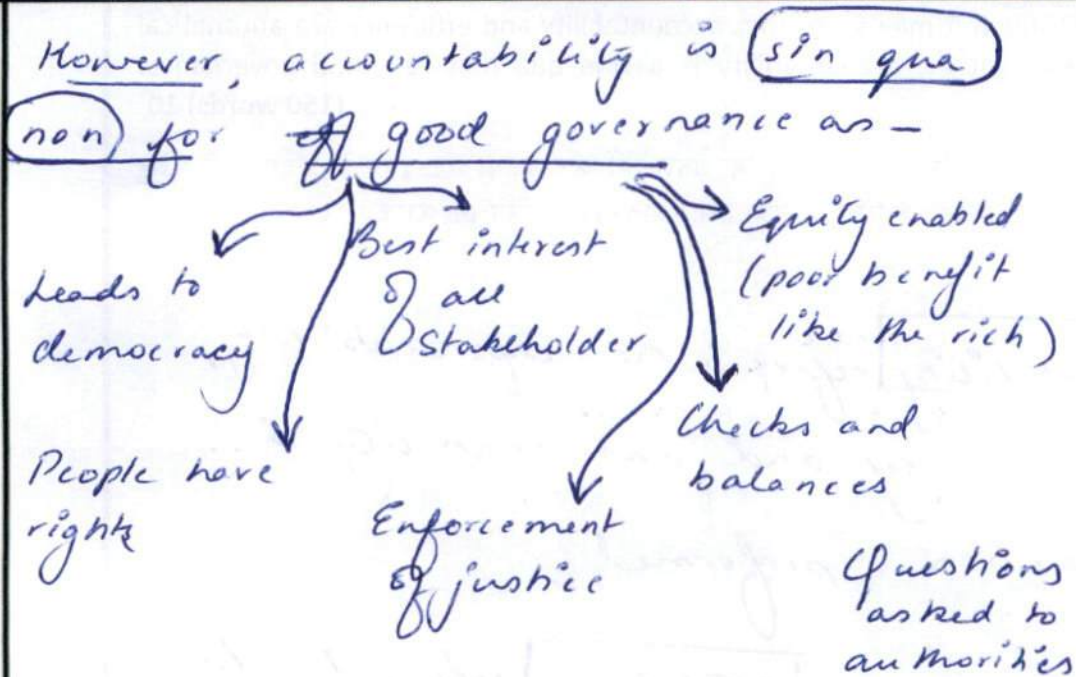 However, accountability is sin qua
non for good governance as -
Leads to
democracy
People have
rights
Best interest
of all
stakeholder
Enforcement
of justice
Equity enabled
(poor benefit
like the rich)
Checks and
balances
Questions
asked to
authorities